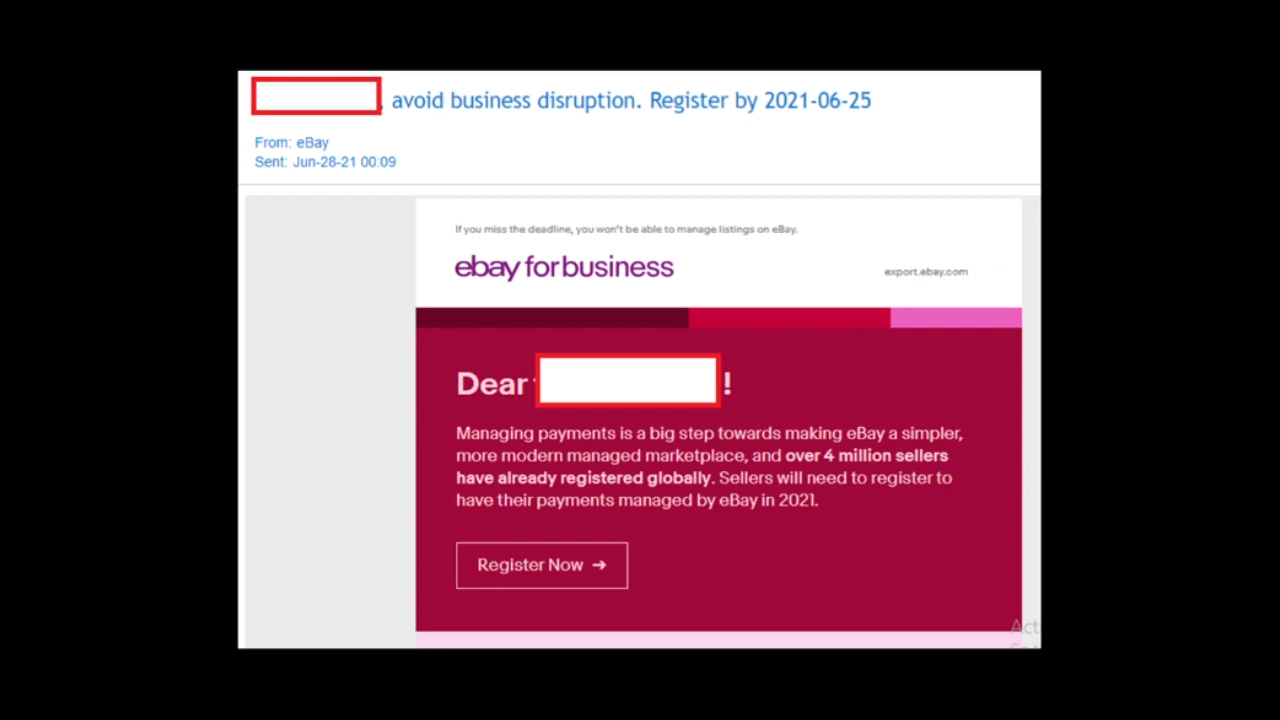 , avoid business disruption. Register by 2021-06-25
From: eBay
Sent: Jun-28-21 00:09
If you miss the deadline, you won't be able to manage listings on eBay.
ebay for business
export.ebay.com
Dear !
Managing payments is a big step towards making eBay a simpler,
more modern managed marketplace, and over 4 million sellers
have already registered globally. Sellers will need to register to
have their payments managed by eBay in 2021.
Register Now →
Act